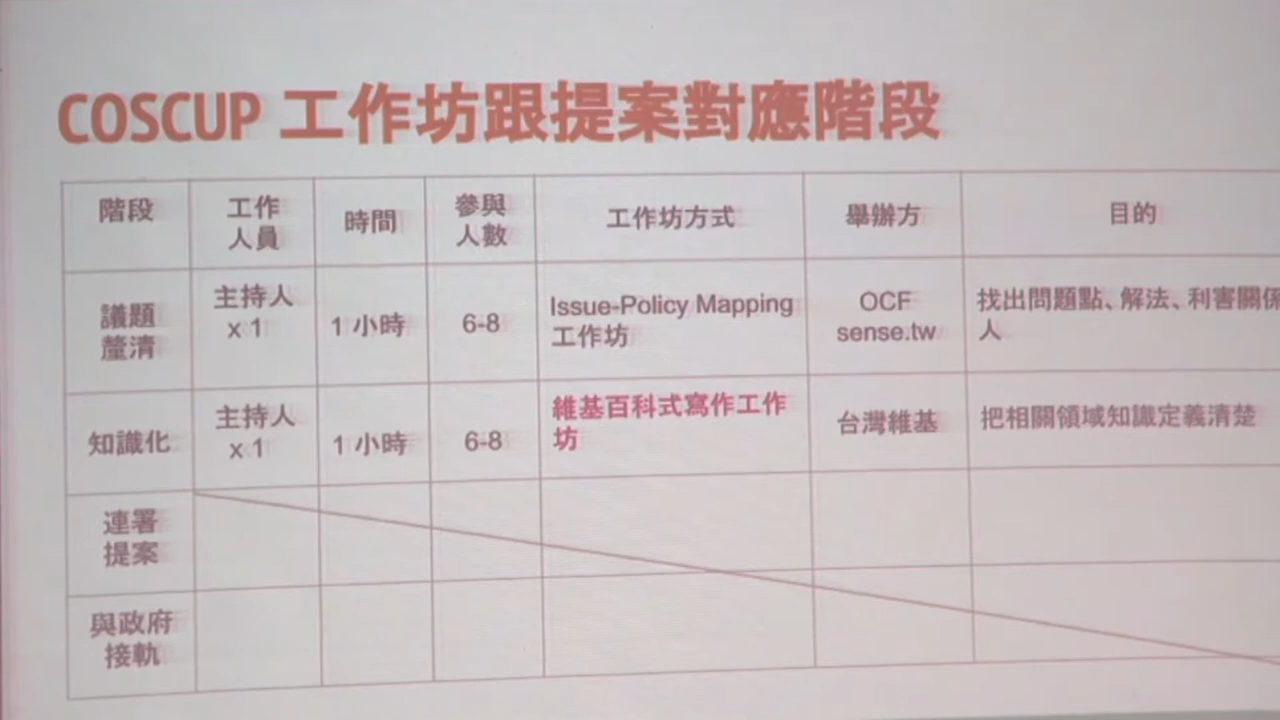 COSCUP 工作坊跟提案對應階段
階段
工作
人員
時間
參與
人數
工作坊方式
舉辦方
目的
議題
釐清
主持人
x 1
1 小時
6-8
Issue-Policy Mapping
工作坊
OCF
sense.tw
找出問題點、解法、利害關係
人
知識化
主持人
x 1
1 小時
6-8
維基百科式寫作工作
坊
台灣維基
把相關領域知識定義清楚
連署
提案
與政府
接軌